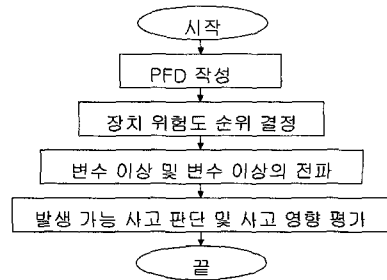 시작
PFD 작성
장치 위험도 순위 결정
변수 이상 및 변수 이상의 전파
발생 가능 사고 판단 및 사고 영향 평가
끝